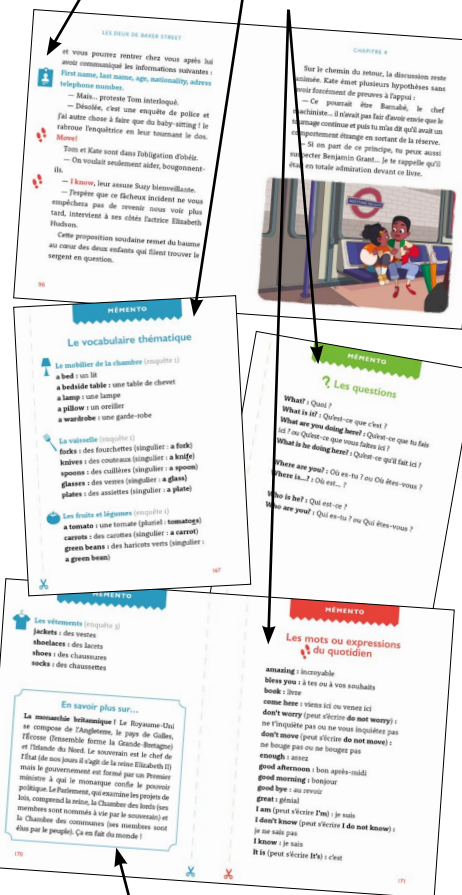 LES DEUX DE BAKER STREET
et vous pourrez rentrer chez vous après lui
avoir communiqué les informations suivantes :
First name, last name, age, nationality, adress
telephone number.
— Mais... proteste Tom interloqué.
— Désolée, c'est une enquête de police et
j'ai autre chose à faire que du baby-sitting ! le
rabroue l'enquêtrice en leur tournant le dos.
Move!
Tom et Kate sont dans l'obligation d'obéir.
— On voulait seulement aider, bougonnent-
ils.
— I know, leur assure Suzy bienveillante.
— J'espère que ce fâcheux incident ne vous
empêchera pas de revenir nous voir plus
tard, intervient à ses côtés l'actrice Elizabeth
Hudson.
Cette proposition soudaine remet du baume
au cœur des deux enfants qui filent trouver le
sergent en question.
CHAPITRE 4
Sur le chemin du retour, la discussion reste
animée. Kate émet plusieurs hypothèses sans
avoir forcément de preuves à l'appui :
— Ce pourrait être Barnabé, le chef
machiniste... il n'avait pas l'air d'avoir envie que le
tournage continue et puis tu m'as dit qu'il avait un
comportement étrange en sortant de la réserve.
— Si on part de ce principe, tu peux aussi
suspecter Benjamin Grant... Je te rappelle qu'il
était en totale admiration devant ce livre.
MÉMENTO
Le vocabulaire thématique
Le mobilier de la chambre (enquête 1)
a bed : un lit
a bedside table : une table de chevet
a lamp : une lampe
a pillow : un oreiller
a wardrobe : une garde-robe
La vaisselle (enquête 1)
forks : des fourchettes (singulier : a fork)
knives : des couteaux (singulier : a knife)
spoons : des cuillères (singulier : a spoon)
glasses : des verres (singulier : a glass)
plates : des assiettes (singulier : a plate)
Les fruits et légumes (enquête 1)
a tomato : une tomate (pluriel : tomatoes)
carrots : des carottes (singulier : a carrot)
green beans : des haricots verts (singulier :
a green bean)
167
MÉMENTO
? Les questions
What? : Quoi ?
What is it? : Qu'est-ce que c'est ?
What are you doing here? : Qu'est-ce que tu fais
ici ? ou Qu'est-ce que vous faites ici ?
What is he doing here? : Qu'est-ce qu'il fait ici ?
Where are you? : Où es-tu ? ou Où êtes-vous ?
Where is...? : Où est... ?
Who is he? : Qui est-ce ?
Who are you? : Qui es-tu ? ou Qui êtes-vous ?
MÉMENTO
Les vêtements (enquête 3)
jackets : des vestes
shoelaces : des lacets
shoes : des chaussures
socks : des chaussettes
En savoir plus sur...
La monarchie britannique ! Le Royaume-Uni
se compose de l'Angleterre, le pays de Galles,
l'Écosse (l'ensemble forme la Grande-Bretagne)
et l'Irlande du Nord. Le souverain est le chef de
l'État (de nos jours il s'agit de la reine Elizabeth II)
mais le gouvernement est formé par un Premier
ministre à qui le monarque confie le pouvoir
politique. Le Parlement, qui examine les projets de
lois, comprend la reine, la Chambre des lords (ses
membres sont nommés à vie par le souverain) et
la Chambre des communes (ses membres sont
élus par le peuple). Ça en fait du monde !
170
MÉMENTO
Les mots ou expressions
du quotidien
amazing : incroyable
bless you : à tes ou à vos souhaits
book : livre
come here : viens ici ou venez ici
don't worry (peut s'écrire do not worry) :
ne t'inquiète pas ou ne vous inquiétez pas
don't move (peut s'écrire do not move) :
ne bouge pas ou ne bougez pas
enough : assez
good afternoon : bon après-midi
good morning : bonjour
good bye : au revoir
great : génial
I am (peut s'écrire I'm) : je suis
I don't know (peut s'écrire I do not know) :
je ne sais pas
I know : je sais
It is (peut s'écrire It's) : c'est
171